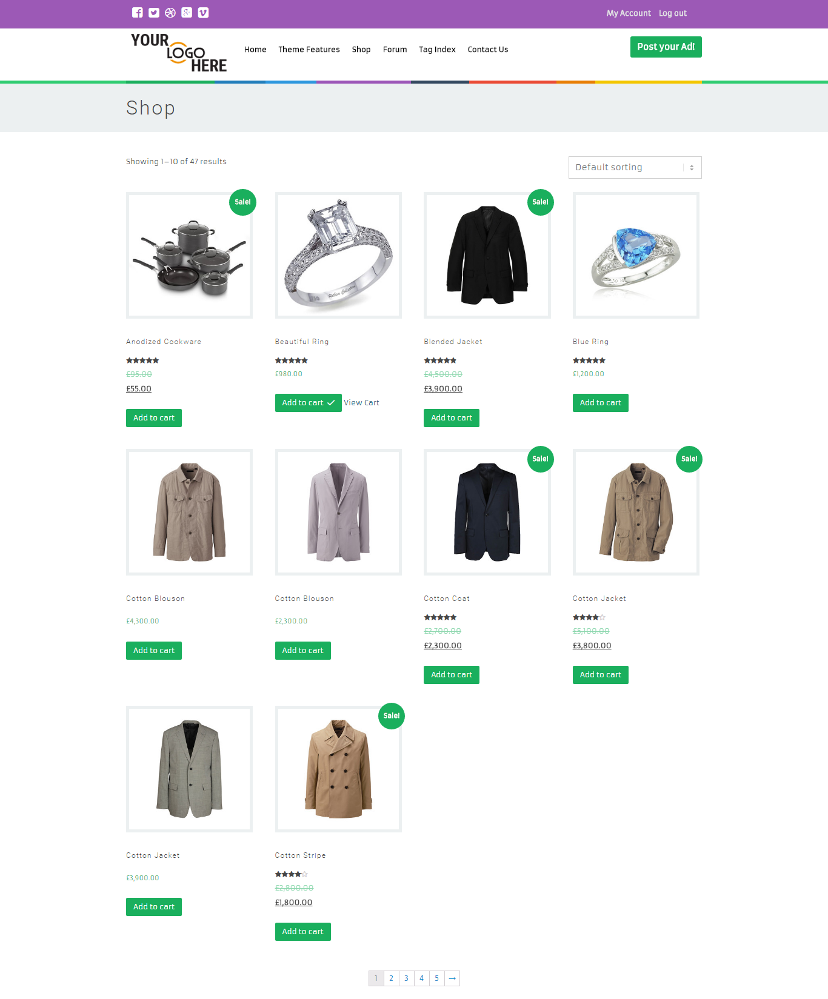 My Account Log out
YOUR LOGO HERE
Home Theme Features Shop Forum Tag Index Contact Us
Post your Ad!
Shop
Showing 1–10 of 47 results
Default sorting
Sale!
Sale!
Anodized Cookware
£95.00
£55.00
Add to cart
Beautiful Ring
£980.00
Add to cart View Cart
Blended Jacket
£4,500.00
£3,900.00
Add to cart
Blue Ring
£1,200.00
Add to cart
Sale!
Sale!
Cotton Blouson
£4,300.00
Add to cart
Cotton Blouson
£2,300.00
Add to cart
Cotton Coat
£2,700.00
£2,300.00
Add to cart
Cotton Jacket
£5,100.00
£3,800.00
Add to cart
Sale!
Cotton Jacket
£3,900.00
Add to cart
Cotton Stripe
£2,800.00
£1,800.00
Add to cart
1 2 3 4 5 →